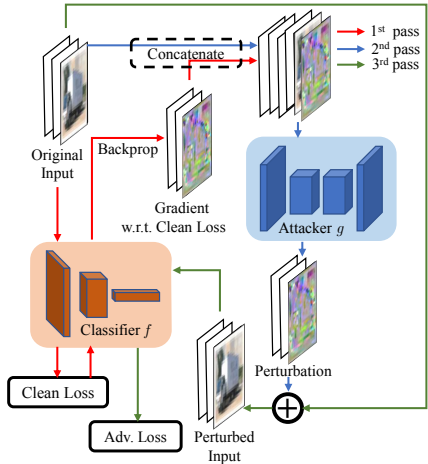 Concatenate
1st pass
2nd pass
3rd pass
Original
Input
Backprop
Gradient
w.r.t. Clean Loss
Attacker g
Classifier f
Perturbation
Clean Loss
Adv. Loss
Perturbed
Input